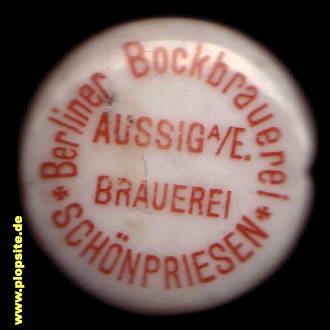 * Berliner Bockbrauerei *
AUSSIG A/E.
BRAUEREI
SCHÖNPRIESEN
www.plopsite.de